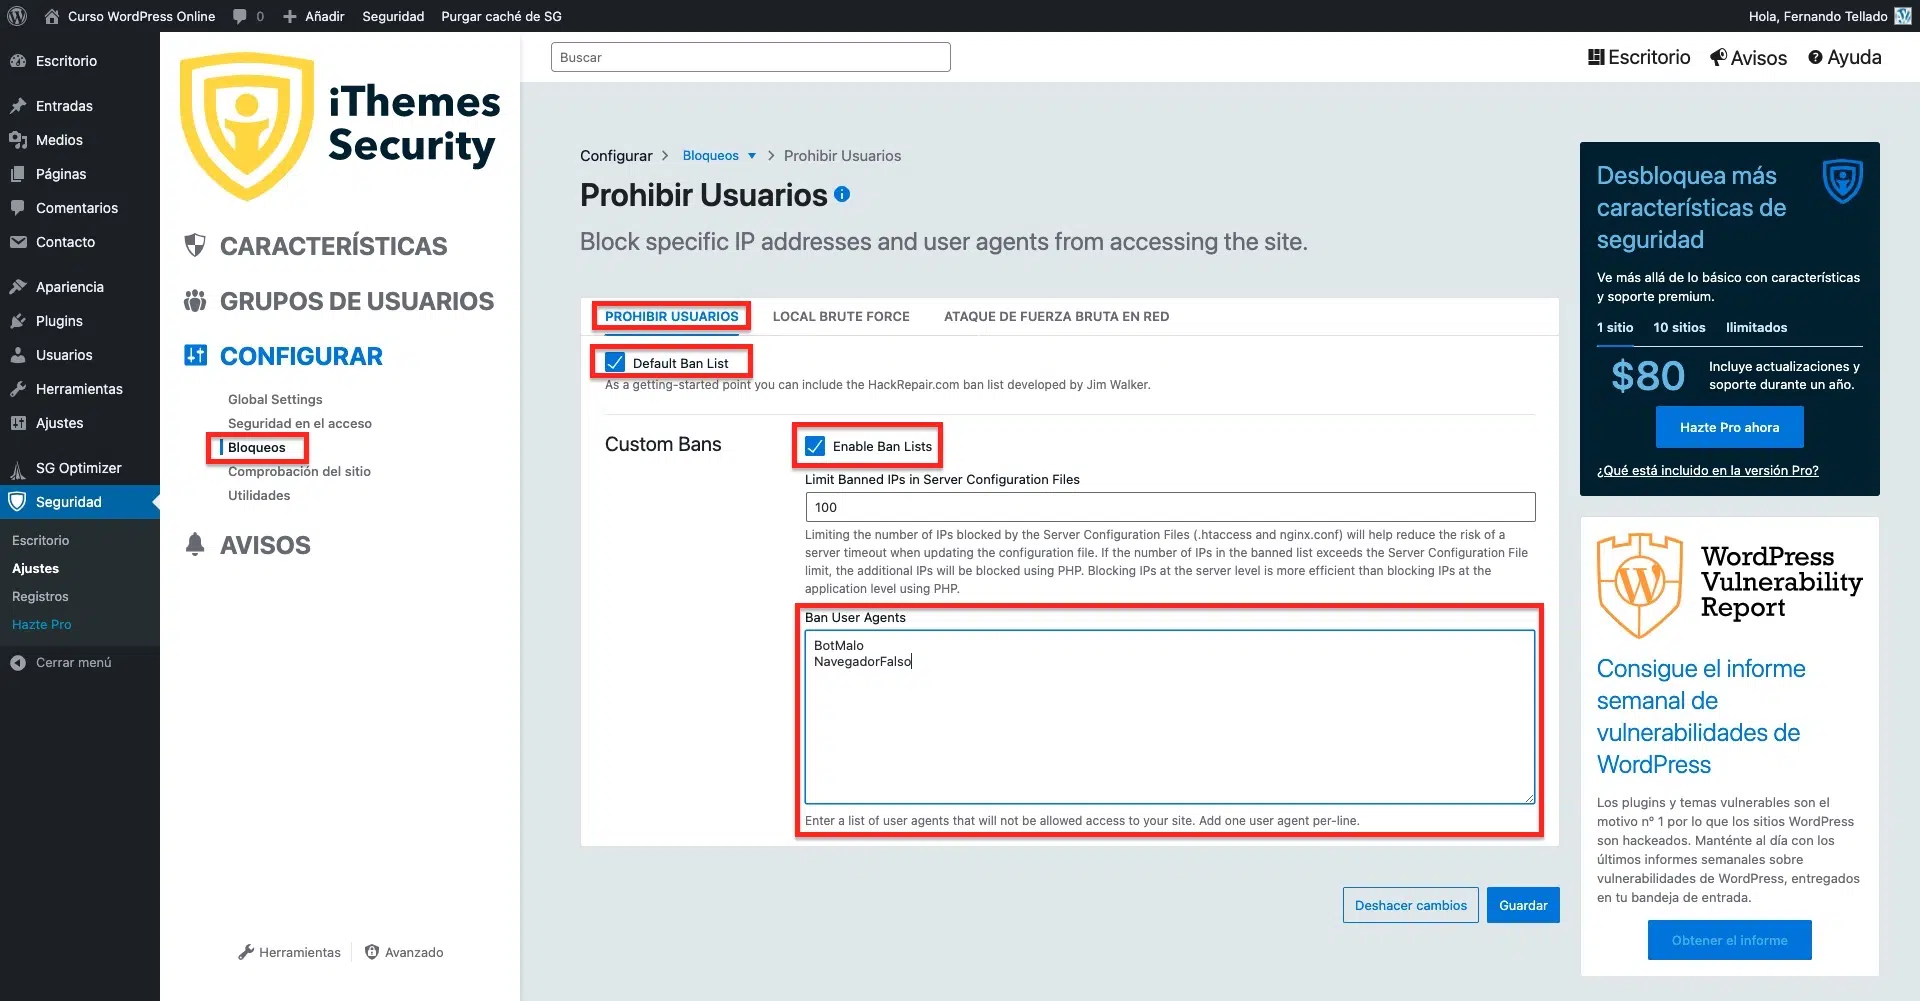 Curso WordPress Online
0
Añadir
Seguridad
Purgar caché de SG
Hola, Fernando Tellado
Escritorio
Entradas
Medios
Páginas
Comentarios
Contacto
Apariencia
Plugins
Usuarios
Herramientas
Ajustes
SG Optimizer
Seguridad
Escritorio
Ajustes
Registros
Hazte Pro
Cerrar menú
iThemes
Security
CARACTERÍSTICAS
GRUPOS DE USUARIOS
CONFIGURAR
Global Settings
Seguridad en el acceso
Bloqueos
Comprobación del sitio
Utilidades
AVISOS
Herramientas
Avanzado
Buscar
Escritorio
Avisos
Ayuda
Configurar > Bloqueos > Prohibir Usuarios
Prohibir Usuarios
Block specific IP addresses and user agents from accessing the site.
PROHIBIR USUARIOS
LOCAL BRUTE FORCE
ATAQUE DE FUERZA BRUTA EN RED
Default Ban List
As a getting-started point you can include the HackRepair.com ban list developed by Jim Walker.
Custom Bans
Enable Ban Lists
Limit Banned IPs in Server Configuration Files
100
Limiting the number of IPs blocked by the Server Configuration Files (.htaccess and nginx.conf) will help reduce the risk of a
server timeout when updating the configuration file. If the number of IPs in the banned list exceeds the Server Configuration File
limit, the additional IPs will be blocked using PHP. Blocking IPs at the server level is more efficient than blocking IPs at the
application level using PHP.
Ban User Agents
BotMalo
NavegadorFalso
Enter a list of user agents that will not be allowed access to your site. Add one user agent per-line.
Deshacer cambios
Guardar
Desbloquea más
características de
seguridad
Ve más allá de lo básico con características
y soporte premium.
1 sitio
10 sitios
Ilimitados
$80
Incluye actualizaciones y
soporte durante un año.
Hazte Pro ahora
¿Qué está incluido en la versión Pro?
WordPress
Vulnerability
Report
Consigue el informe
semanal de
vulnerabilidades de
WordPress
Los plugins y temas vulnerables son el
motivo nº 1 por lo que los sitios WordPress
son hackeados. Manténte al día con los
últimos informes semanales sobre
vulnerabilidades de WordPress, entregados
en tu bandeja de entrada.
Obtener el informe